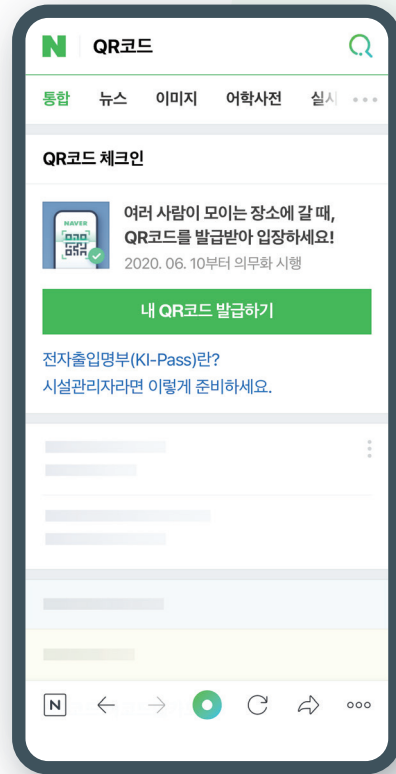 N QR코드
통합 뉴스 이미지 어학사전 실시
QR코드 체크인
NAVER
여러 사람이 모이는 장소에 갈 때,
QR코드를 발급받아 입장하세요!
2020. 06. 10부터 의무화 시행
내 QR코드 발급하기
전자출입명부(KI-Pass)란?
시설관리자라면 이렇게 준비하세요.
N